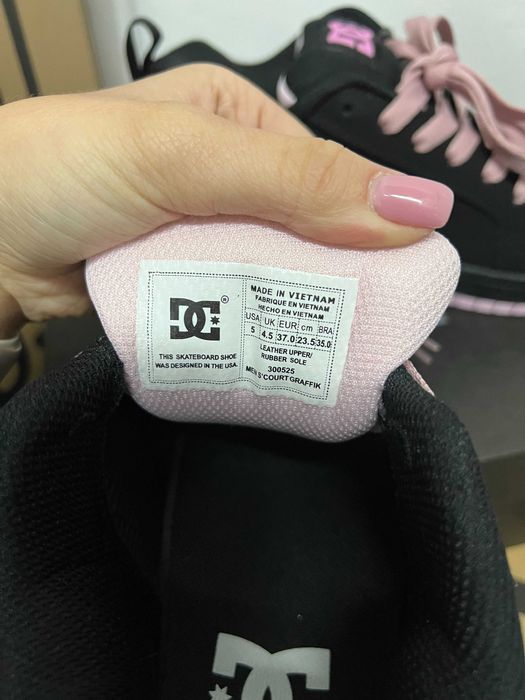 DC
DC®
THIS SKATEBOARD SHOE
WAS DESIGNED IN THE USA.
MADE IN VIETNAM
FABRIQUE EN VIETNAM
HECHO EN VIETNAM
USA UK EUR cm BRA
5 4.5 37.0 23.5 35.0
LEATHER UPPER/
RUBBER SOLE
300525
MEN S'COURT GRAFFIK
DC